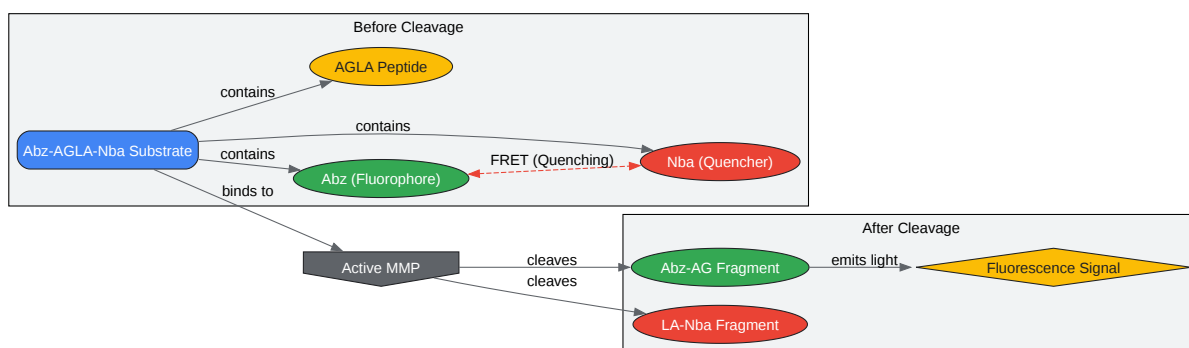 Before Cleavage
AGLA Peptide
contains
contains
Abz-AGLA-Nba Substrate
contains
FRET (Quenching)
Nba (Quencher)
Abz (Fluorophore)
binds to
After Cleavage
Active MMP
cleaves
Abz-AG Fragment
emits light
Fluorescence Signal
cleaves
LA-Nba Fragment